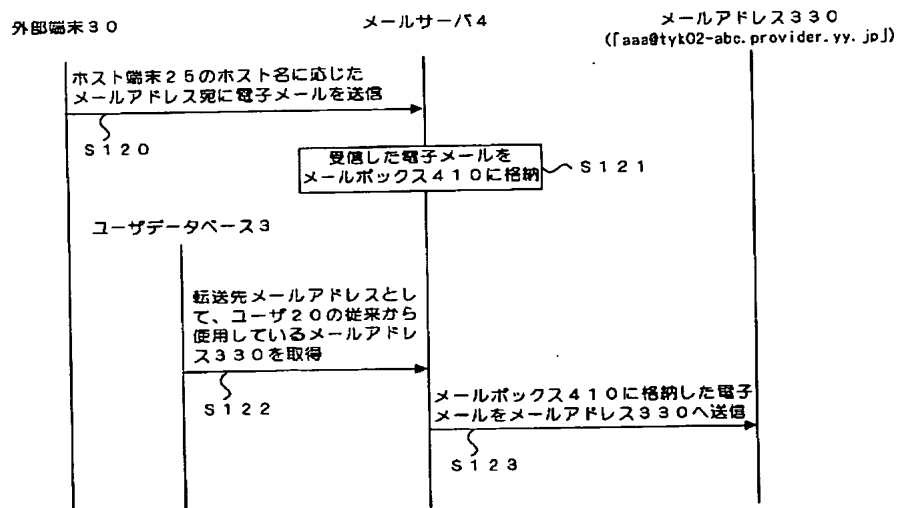 外部端末30
メールサーバ4
メールアドレス330
(「aaa@tyk02-abc.provider.yy.jp」)
ホスト端末25のホスト名に応じた
メールアドレス宛に電子メールを送信
S120
受信した電子メールを
メールボックス410に格納
S121
ユーザデータベース3
転送先メールアドレスとし
て、ユーザ20の従来から
使用しているメールアドレ
ス330を取得
S122
メールボックス410に格納した電子
メールをメールアドレス330へ送信
S123